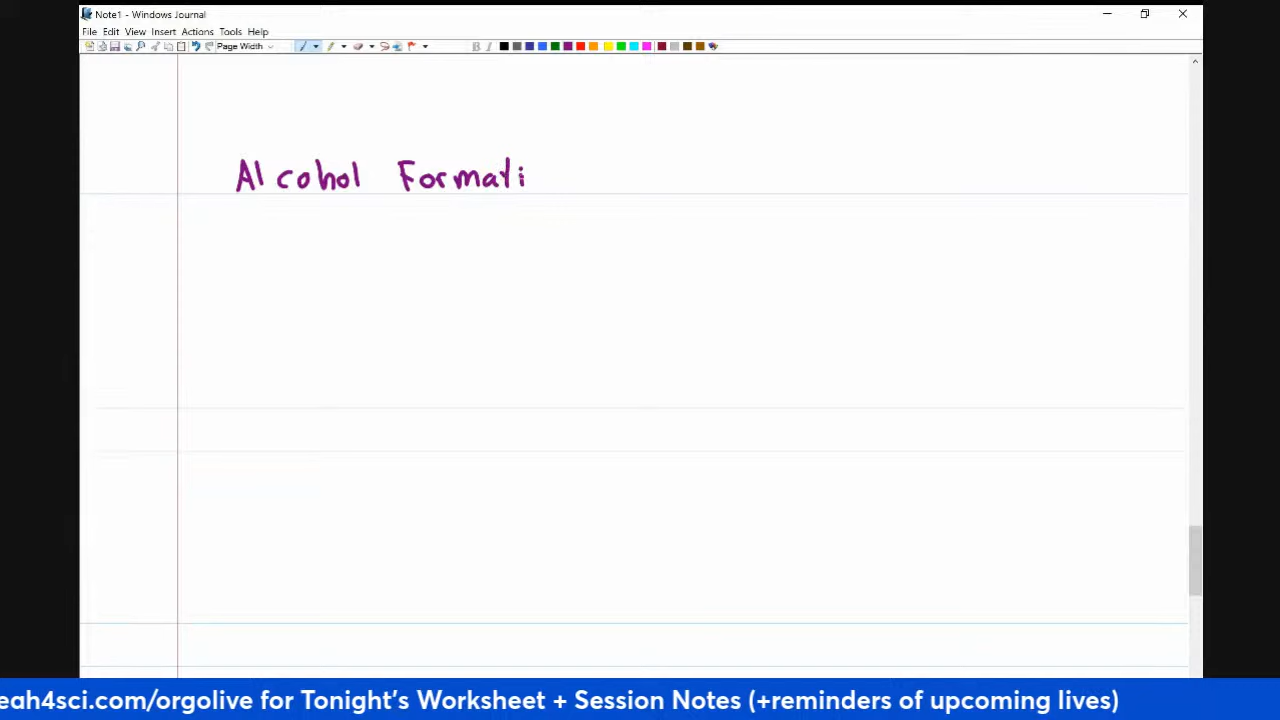 Note1 - Windows Journal
File Edit View Insert Actions Tools Help
Page Width
B I
Alcohol Formati
eah4sci.com/orgolive for Tonight's Worksheet + Session Notes (+reminders of upcoming lives)